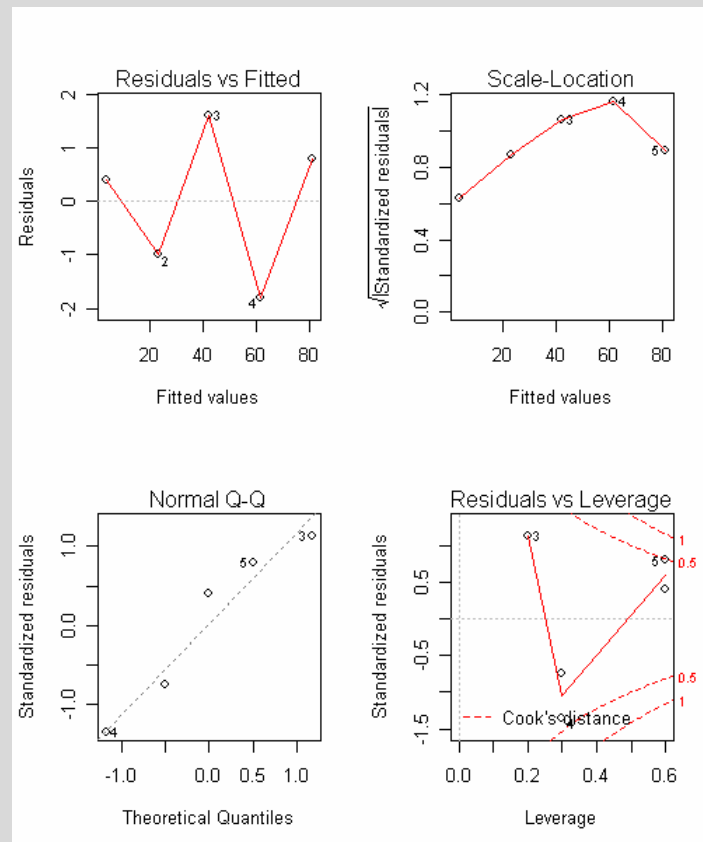 Residuals vs Fitted
Residuals
2
1
0
-1
-2
3
2
4
20 40 60 80
Fitted values
Scale-Location
√|Standardized residuals|
1.2
0.8
0.4
0.0
4
3
5
20 40 60 80
Fitted values
Normal Q-Q
Standardized residuals
1.0
0.0
-1.0
3
5
4
-1.0 0.0 0.5 1.0
Theoretical Quantiles
Residuals vs Leverage
Standardized residuals
0.5
-0.5
-1.5
3
1
5
0.5
0.5
1
Cook's distance
4
0.0 0.2 0.4 0.6
Leverage